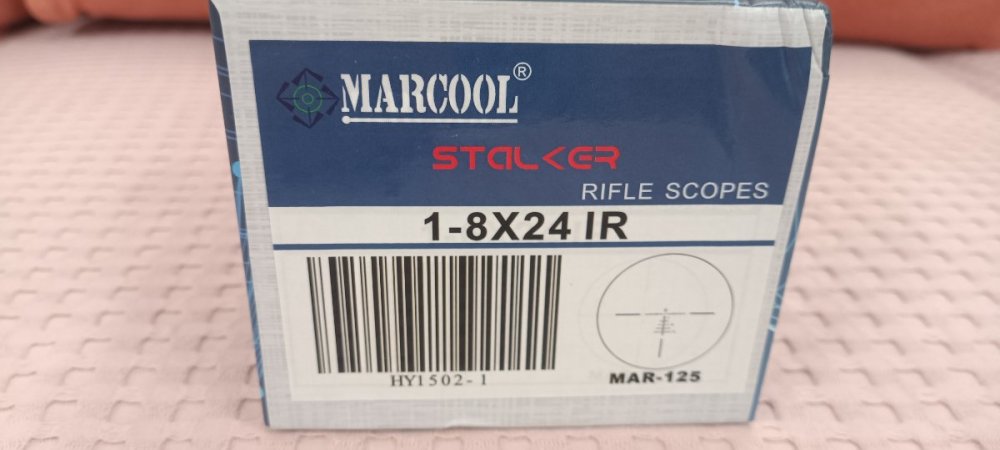 MARCOOL®
STALKER
RIFLE SCOPES
1-8X24 IR
HY1502-1
MAR-125